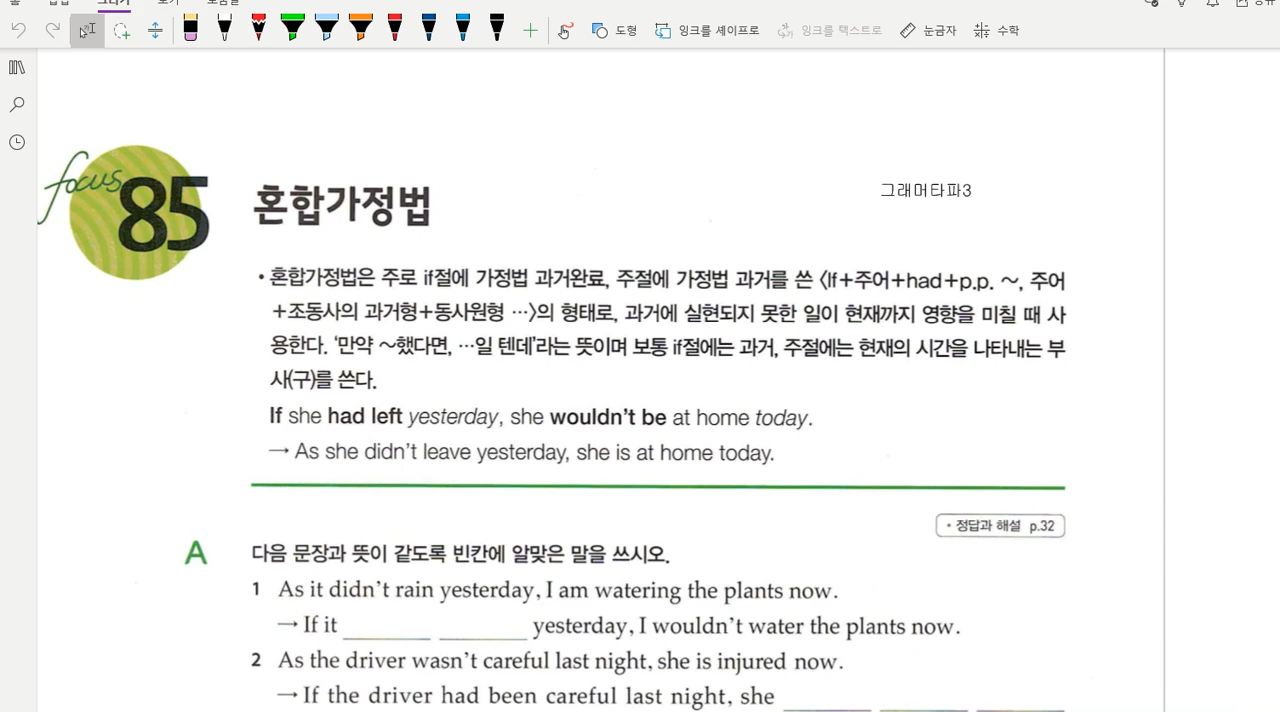 도형
잉크를 셰이프로
잉크를 텍스트로
눈금자
수학
focus
85
혼합가정법
그래머타파3
• 혼합가정법은 주로 if절에 가정법 과거완료, 주절에 가정법 과거를 쓴 〈If+주어+had+p.p. ～, 주어
+조동사의 과거형+동사원형 …〉의 형태로, 과거에 실현되지 못한 일이 현재까지 영향을 미칠 때 사
용한다. ‘만약 ～했다면, …일 텐데’라는 뜻이며 보통 if절에는 과거, 주절에는 현재의 시간을 나타내는 부
사(구)를 쓴다.
If she had left yesterday, she wouldn’t be at home today.
→ As she didn’t leave yesterday, she is at home today.
• 정답과 해설 p.32
A 다음 문장과 뜻이 같도록 빈칸에 알맞은 말을 쓰시오.
1 As it didn’t rain yesterday, I am watering the plants now.
→ If it ______ ______ yesterday, I wouldn’t water the plants now.
2 As the driver wasn’t careful last night, she is injured now.
→ If the driver had been careful last night, she ______ ______ ______